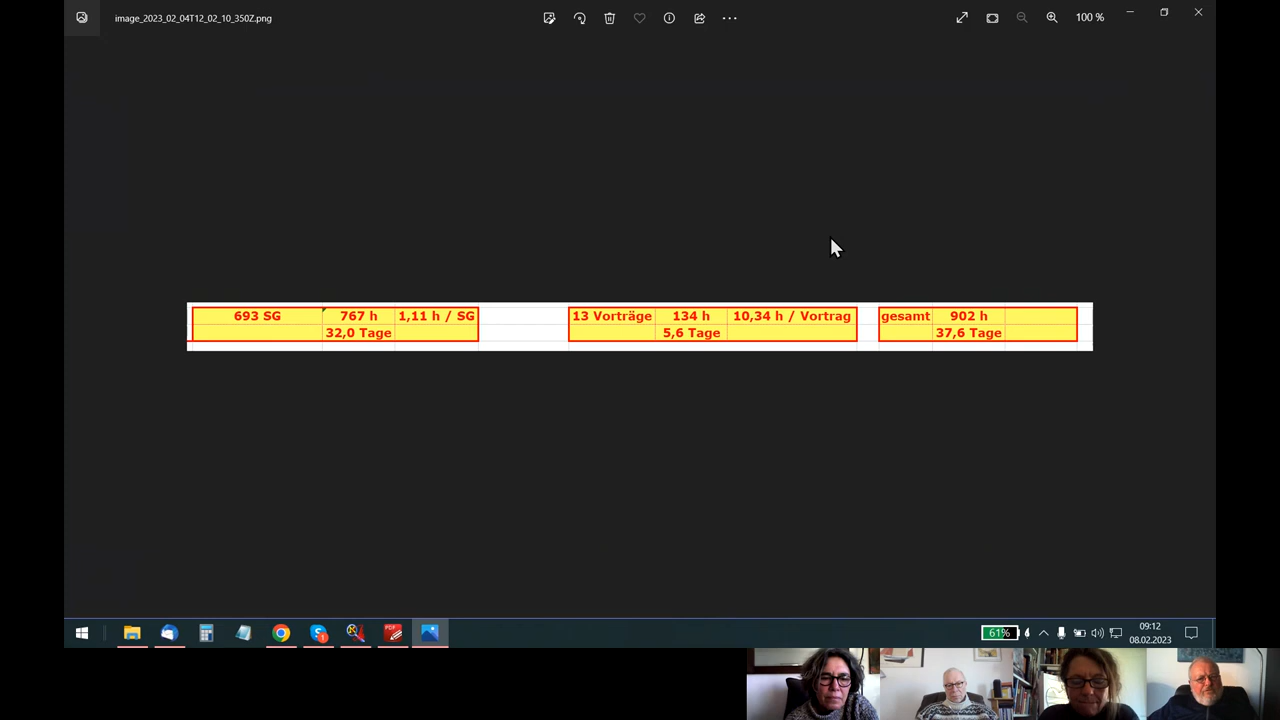 image_2023_02_04T12_02_10_350Z.png
100 %
693 SG 767 h 1,11 h / SG 13 Vorträge 134 h 10,34 h / Vortrag gesamt 902 h
32,0 Tage 5,6 Tage 37,6 Tage
PDF
61%
09:12
08.02.2023